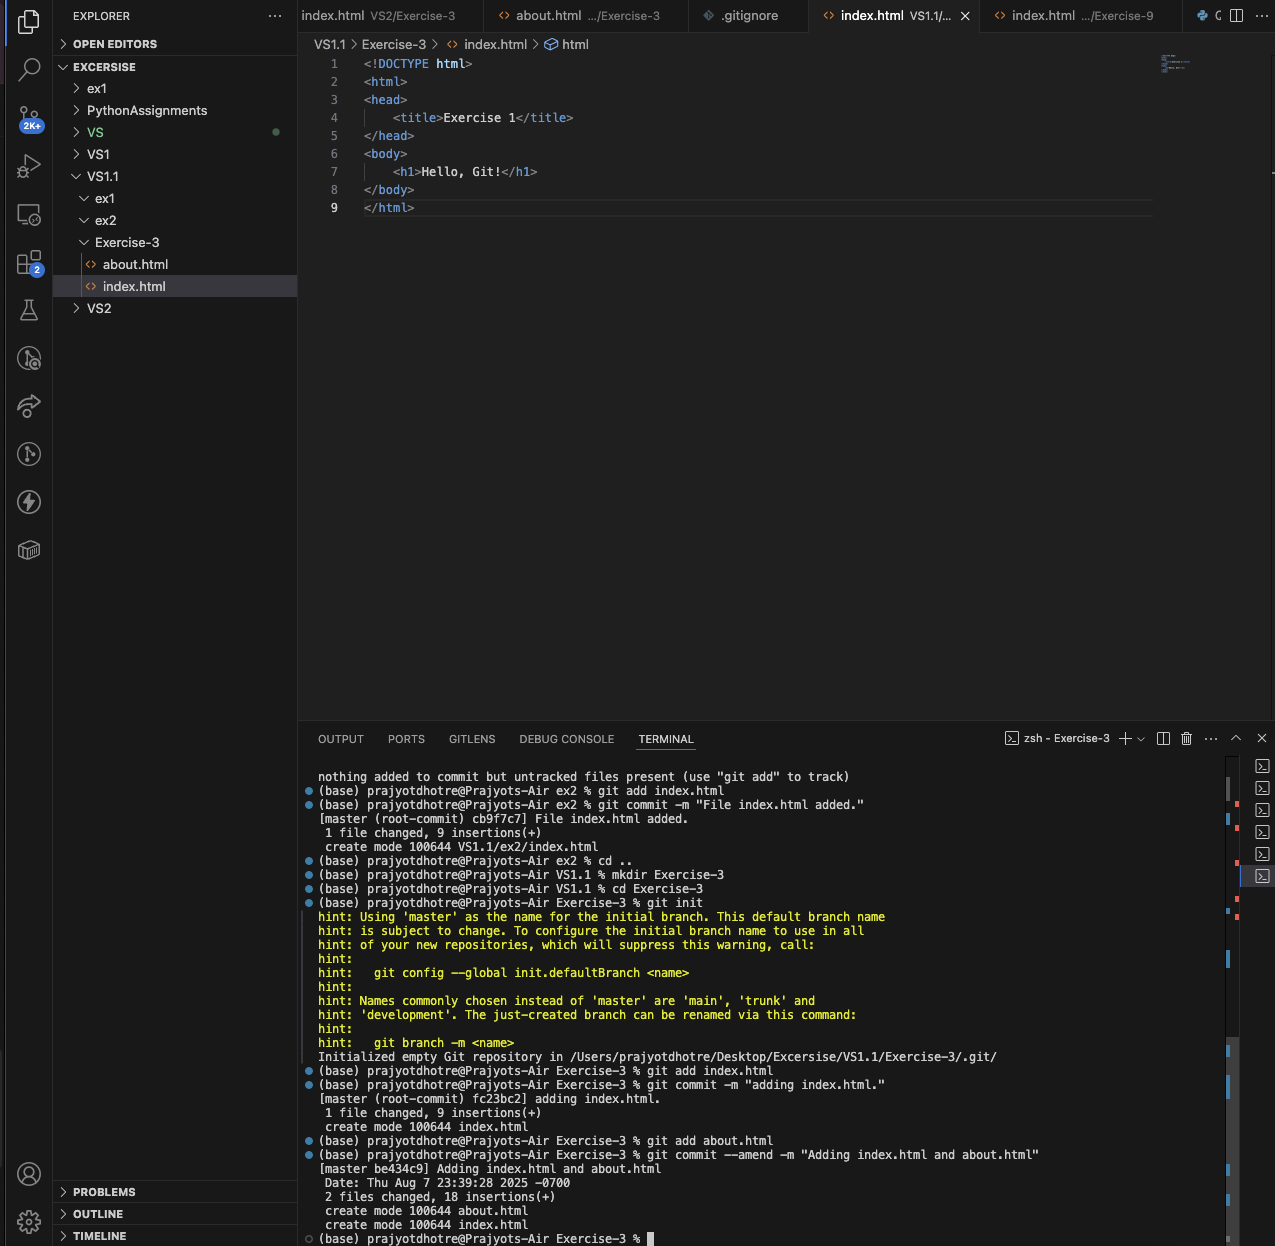 EXPLORER
OPEN EDITORS
EXCERSISE
ex1
PythonAssignments
VS
VS1
VS1.1
ex1
ex2
Exercise-3
about.html
index.html
VS2
2K+
2
PROBLEMS
OUTLINE
TIMELINE
index.html VS2/Exercise-3
about.html .../Exercise-3
.gitignore
index.html VS1.1/...
index.html .../Exercise-9
VS1.1 > Exercise-3 > index.html > html
1 <!DOCTYPE html>
2 <html>
3 <head>
4 <title>Exercise 1</title>
5 </head>
6 <body>
7 <h1>Hello, Git!</h1>
8 </body>
9 </html>
OUTPUT PORTS GITLENS DEBUG CONSOLE TERMINAL
zsh - Exercise-3
nothing added to commit but untracked files present (use "git add" to track)
(base) prajyotdhotre@Prajyots-Air ex2 % git add index.html
(base) prajyotdhotre@Prajyots-Air ex2 % git commit -m "File index.html added."
[master (root-commit) cb9f7c7] File index.html added.
1 file changed, 9 insertions(+)
create mode 100644 VS1.1/ex2/index.html
(base) prajyotdhotre@Prajyots-Air ex2 % cd ..
(base) prajyotdhotre@Prajyots-Air VS1.1 % mkdir Exercise-3
(base) prajyotdhotre@Prajyots-Air VS1.1 % cd Exercise-3
(base) prajyotdhotre@Prajyots-Air Exercise-3 % git init
hint: Using 'master' as the name for the initial branch. This default branch name
hint: is subject to change. To configure the initial branch name to use in all
hint: of your new repositories, which will suppress this warning, call:
hint:
hint: git config --global init.defaultBranch <name>
hint:
hint: Names commonly chosen instead of 'master' are 'main', 'trunk' and
hint: 'development'. The just-created branch can be renamed via this command:
hint:
hint: git branch -m <name>
Initialized empty Git repository in /Users/prajyotdhotre/Desktop/Excersise/VS1.1/Exercise-3/.git/
(base) prajyotdhotre@Prajyots-Air Exercise-3 % git add index.html
(base) prajyotdhotre@Prajyots-Air Exercise-3 % git commit -m "adding index.html."
[master (root-commit) fc23bc2] adding index.html.
1 file changed, 9 insertions(+)
create mode 100644 index.html
(base) prajyotdhotre@Prajyots-Air Exercise-3 % git add about.html
(base) prajyotdhotre@Prajyots-Air Exercise-3 % git commit --amend -m "Adding index.html and about.html"
[master be434c9] Adding index.html and about.html
Date: Thu Aug 7 23:39:28 2025 -0700
2 files changed, 18 insertions(+)
create mode 100644 about.html
create mode 100644 index.html
(base) prajyotdhotre@Prajyots-Air Exercise-3 %